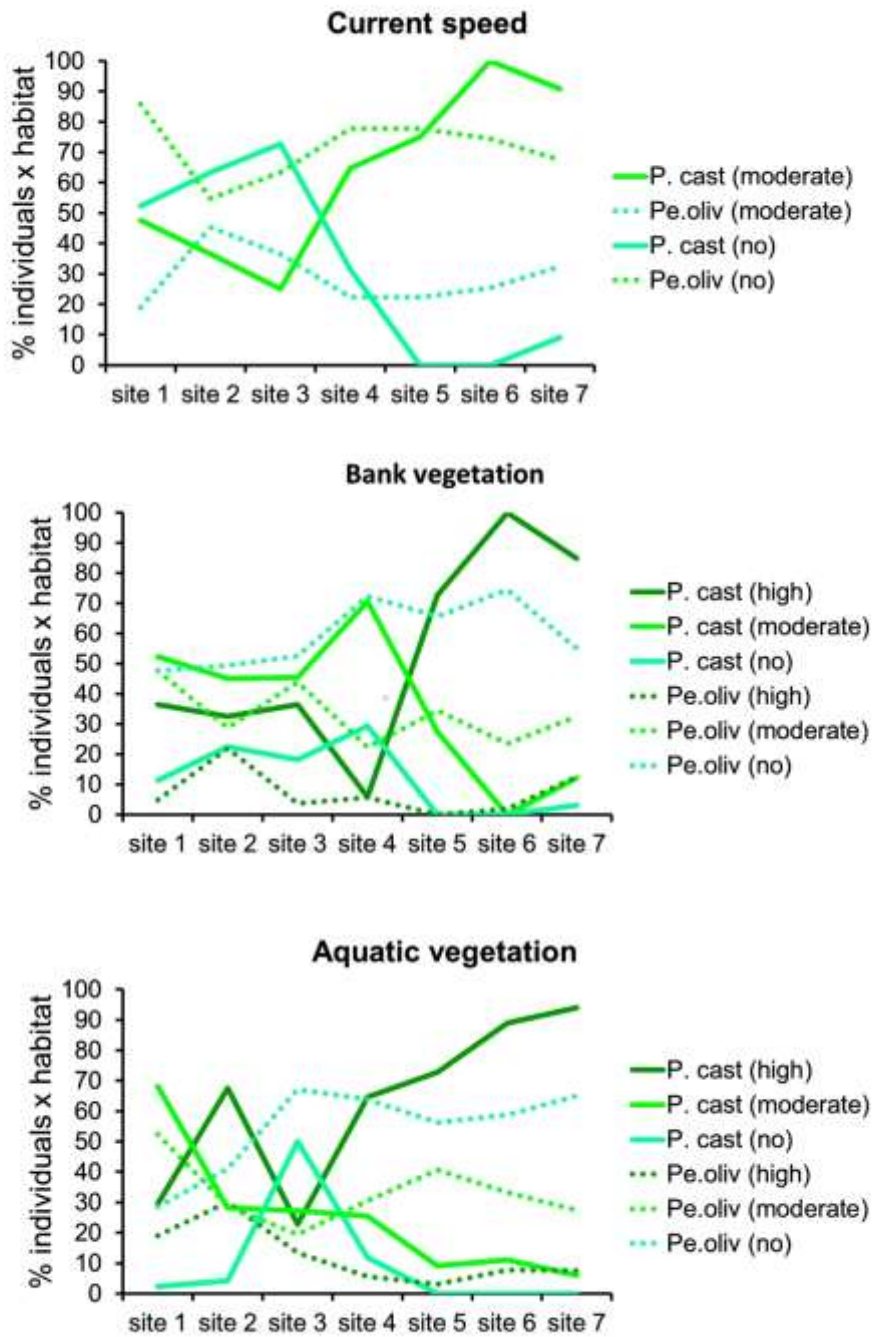 Current speed
% individuals x habitat
100
90
80
70
60
50
40
30
20
10
0
site 1 site 2 site 3 site 4 site 5 site 6 site 7
P. cast (moderate)
Pe.oliv (moderate)
P. cast (no)
Pe.oliv (no)
Bank vegetation
% individuals x habitat
100
90
80
70
60
50
40
30
20
10
0
site 1 site 2 site 3 site 4 site 5 site 6 site 7
P. cast (high)
P. cast (moderate)
P. cast (no)
Pe.oliv (high)
Pe.oliv (moderate)
Pe.oliv (no)
Aquatic vegetation
% individuals x habitat
100
90
80
70
60
50
40
30
20
10
0
site 1 site 2 site 3 site 4 site 5 site 6 site 7
P. cast (high)
P. cast (moderate)
P. cast (no)
Pe.oliv (high)
Pe.oliv (moderate)
Pe.oliv (no)